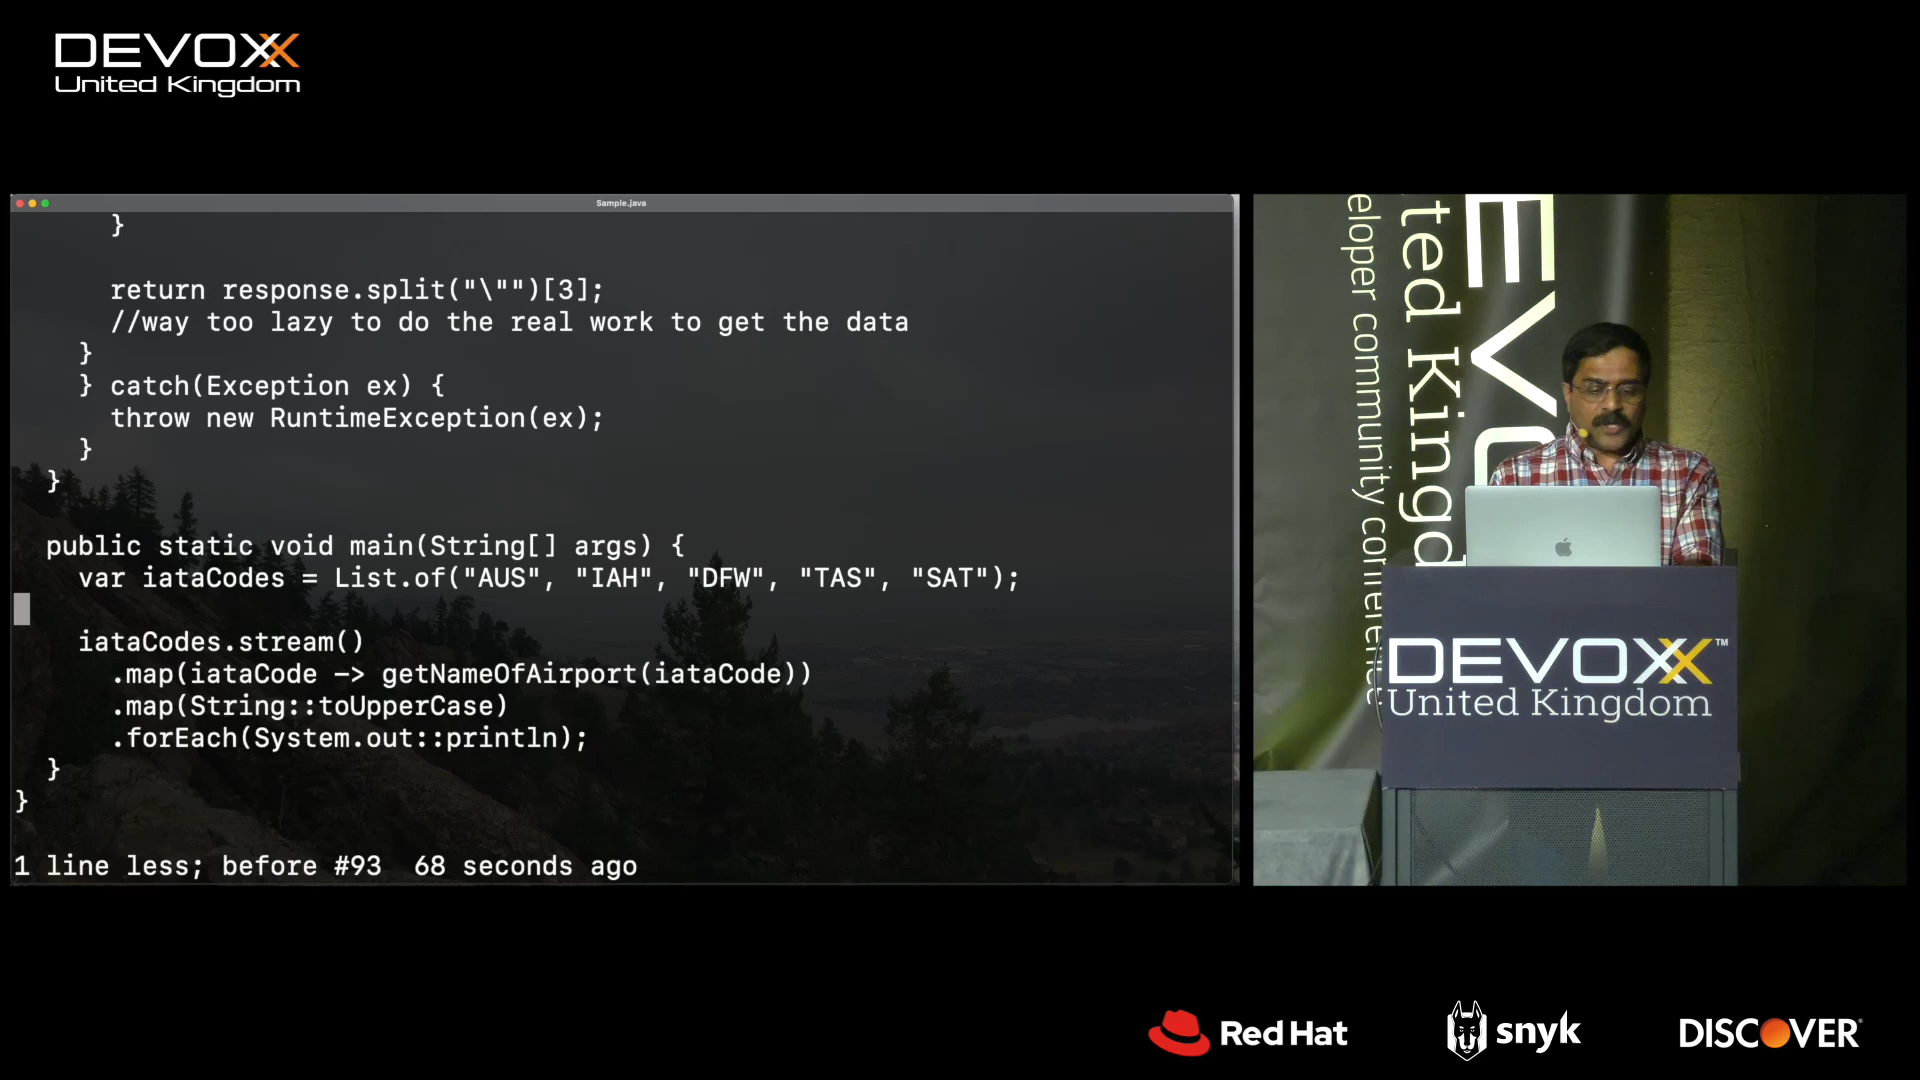 DEVOXX
United Kingdom
Sample.java
}
return response.split("\"")[3];
//way too lazy to do the real work to get the data
}
} catch(Exception ex) {
throw new RuntimeException(ex);
}
}
public static void main(String[] args) {
var iataCodes = List.of("AUS", "IAH", "DFW", "TAS", "SAT");
iataCodes.stream()
.map(iataCode -> getNameOfAirport(iataCode))
.map(String::toUpperCase)
.forEach(System.out::println);
}
}
1 line less; before #93 68 seconds ago
EVO
ted Kingd
eloper community conference
DEVOXX™
United Kingdom
Red Hat
snyk
DISCOVER